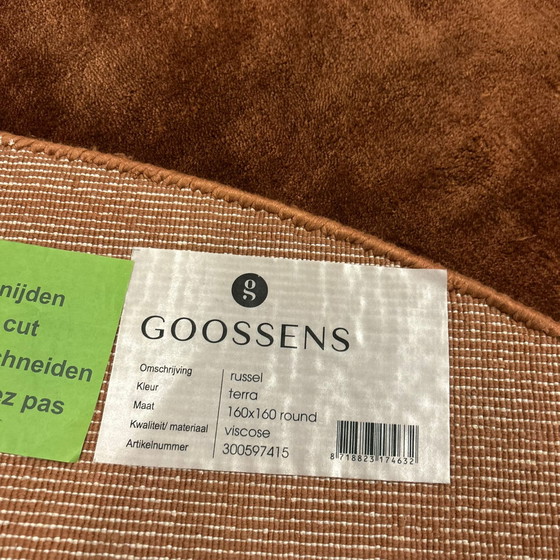 nijden
cut
chneiden
ez pas
g
GOOSSENS
Omschrijving russel
Kleur terra
Maat 160x160 round
Kwaliteit/ materiaal viscose
Artikelnummer 300597415
8 718823 174632